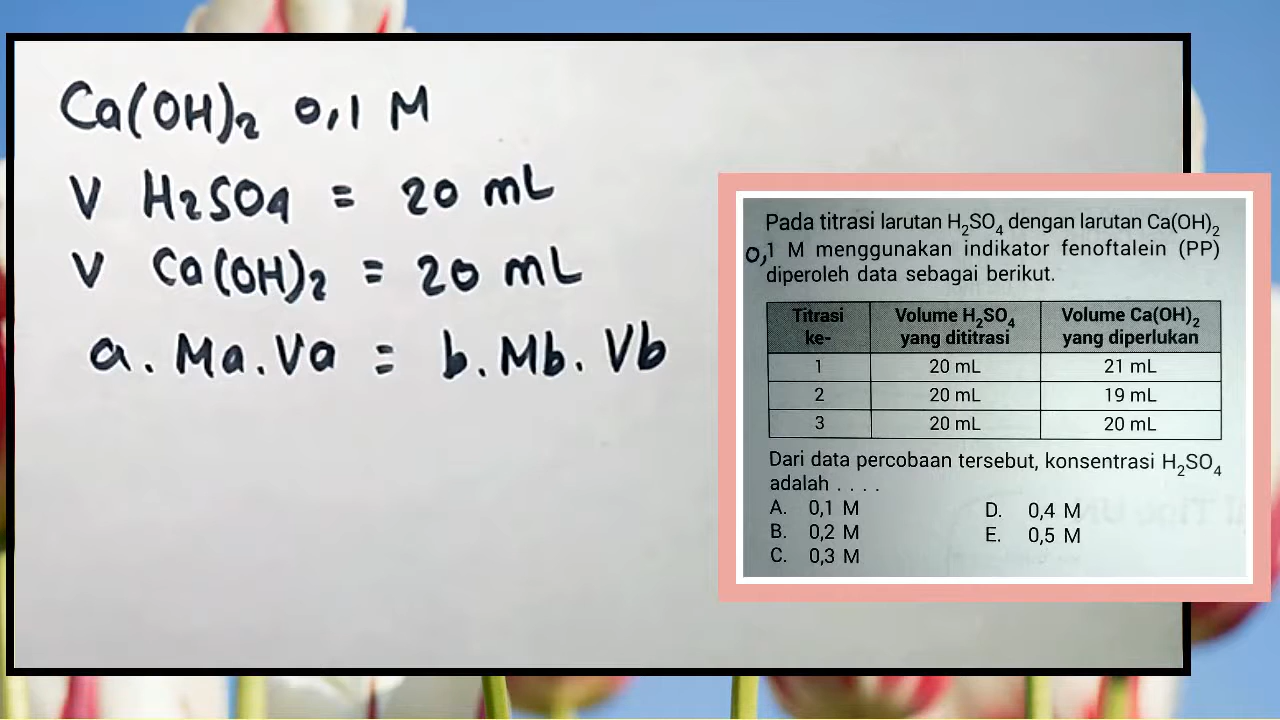 Ca(OH)₂ 0,1 M
V H₂SO₄ = 20 mL
V Ca(OH)₂ = 20 mL
a. Ma. Va = b. Mb. Vb
Pada titrasi larutan H₂SO₄ dengan larutan Ca(OH)₂
0,1 M menggunakan indikator fenoftalein (PP)
diperoleh data sebagai berikut.
Titrasi ke- Volume H₂SO₄ yang dititrasi Volume Ca(OH)₂ yang diperlukan
1 20 mL 21 mL
2 20 mL 19 mL
3 20 mL 20 mL
Dari data percobaan tersebut, konsentrasi H₂SO₄
adalah . . . .
A. 0,1 M
B. 0,2 M
C. 0,3 M
D. 0,4 M
E. 0,5 M